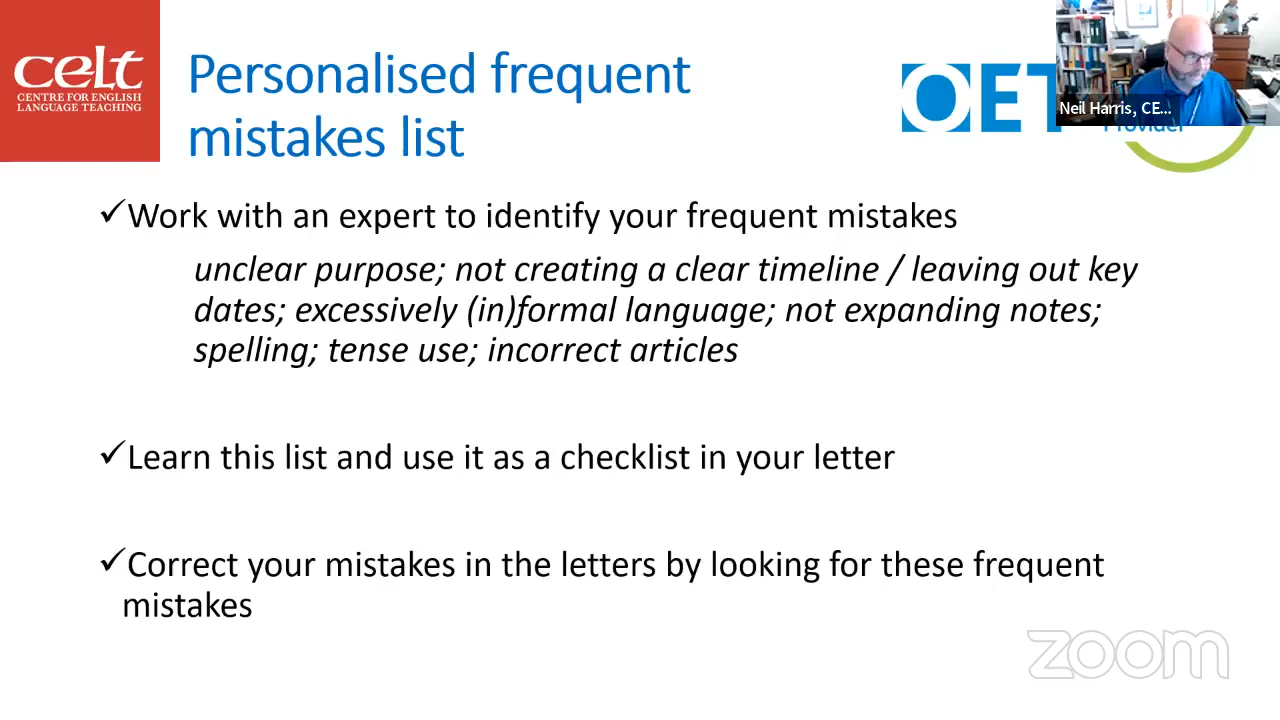 celt
CENTRE FOR ENGLISH
LANGUAGE TEACHING
Personalised frequent
mistakes list
OET
Provider
Neil Harris, CE...
✓Work with an expert to identify your frequent mistakes
unclear purpose; not creating a clear timeline / leaving out key
dates; excessively (in)formal language; not expanding notes;
spelling; tense use; incorrect articles
✓Learn this list and use it as a checklist in your letter
✓Correct your mistakes in the letters by looking for these frequent
mistakes
zoom